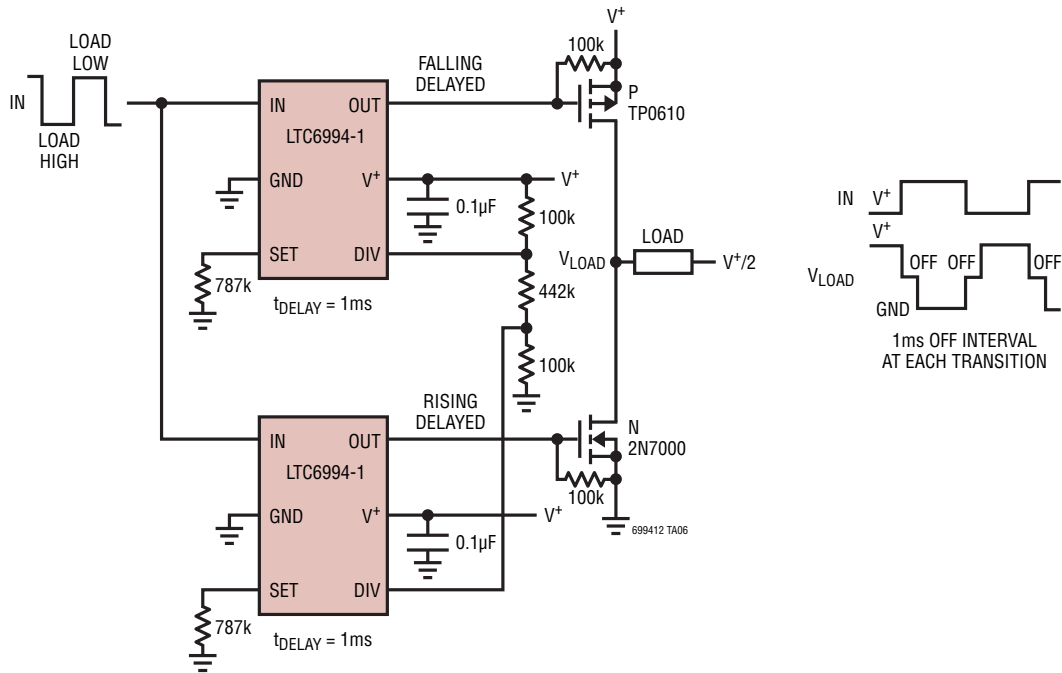 LOAD
LOW
IN
LOAD
HIGH
IN
OUT
LTC6994-1
GND
V+
SET
DIV
787k
tDELAY = 1ms
FALLING
DELAYED
0.1µF
V+
100k
442k
100k
V+
100k
P
TP0610
VLOAD
LOAD
V+/2
IN
OUT
LTC6994-1
GND
V+
SET
DIV
787k
tDELAY = 1ms
RISING
DELAYED
0.1µF
V+
N
2N7000
100k
699412 TA06
IN
V+
V+
VLOAD
OFF
OFF
OFF
GND
1ms OFF INTERVAL
AT EACH TRANSITION